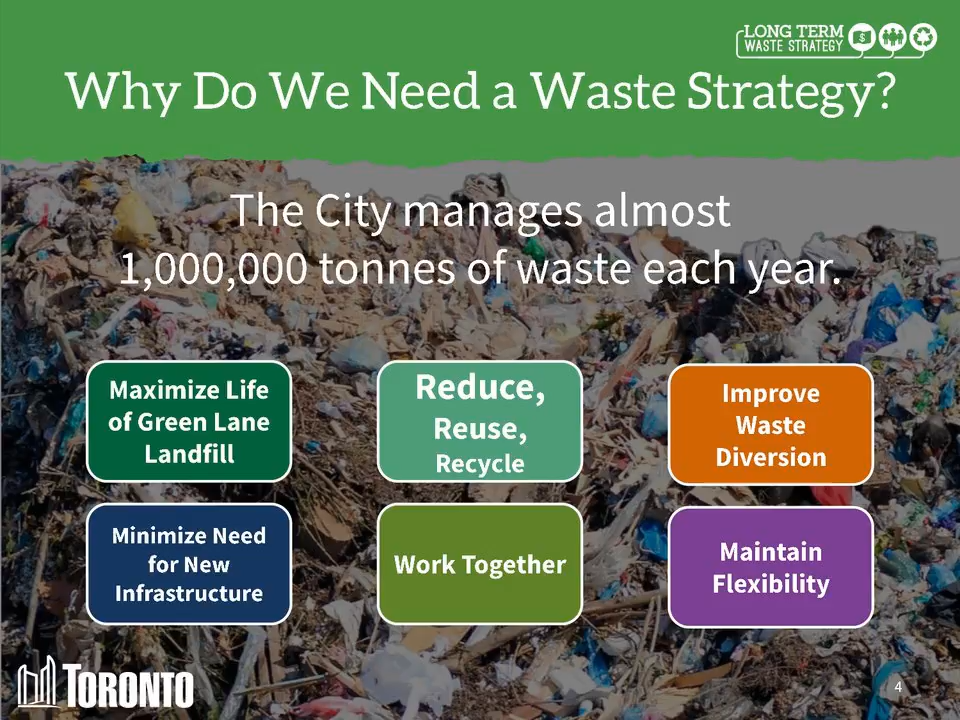 LONG TERM
WASTE STRATEGY
$
Why Do We Need a Waste Strategy?
The City manages almost
1,000,000 tonnes of waste each year.
Maximize Life
of Green Lane
Landfill
Reduce,
Reuse,
Recycle
Improve
Waste
Diversion
Minimize Need
for New
Infrastructure
Work Together
Maintain
Flexibility
TORONTO
4